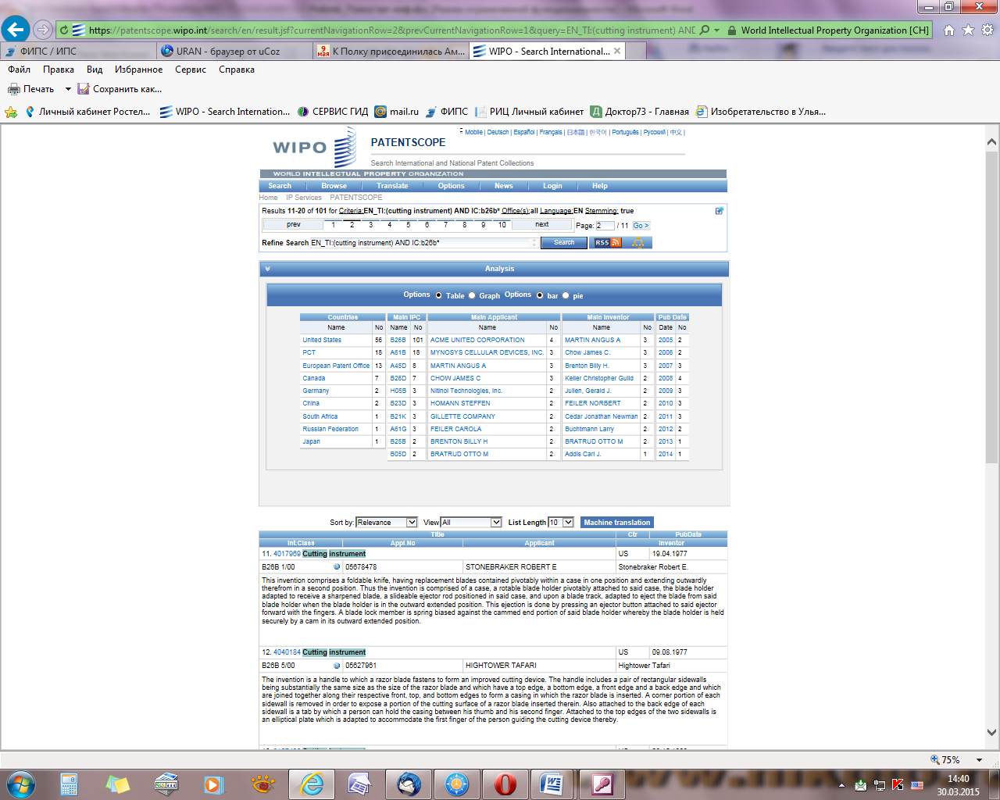 https://patentscope.wipo.int/search/en/result.jsf?currentNavigationRow=2&prevCurrentNavigationRow=1&query=EN_TI:(cutting instrument) AND World Intellectual Property Organization [CH]
ФИПС / ИПС URAN - браузер от uCoz К Полку присоединилась Ам... WIPO - Search International...
Файл Правка Вид Избранное Сервис Справка
Печать Сохранить как...
Личный кабинет Ростел... WIPO - Search Internation... СЕРВИС ГИД mail.ru ФИПС РИЦ Личный кабинет Доктор73 - Главная Изобретательство в Улья...
Mobile | Deutsch | Español | Français | 日本語 | 한국어 | Português | Русский | 中文 |
WIPO PATENTSCOPE
Search International and National Patent Collections
WORLD INTELLECTUAL PROPERTY ORGANIZATION
Search Browse Translate Options News Login Help
Home IP Services PATENTSCOPE
Results 11-20 of 101 for Criteria:EN_TI:(cutting instrument) AND IC:b26b* Office(s):all Language:EN Stemming: true
prev 1 2 3 4 5 6 7 8 9 10 next Page: 2 / 11 Go >
Refine Search EN_TI:(cutting instrument) AND IC:b26b* Search RSS
Analysis
Options Table Graph Options bar pie
Countries Main IPC Main Applicant Main Inventor Pub Date
Name No Name No Name No Name No Date No
United States 56 B26B 101 ACME UNITED CORPORATION 4 MARTIN ANGUS A 3 2005 2
PCT 18 A61B 18 MYNOSYS CELLULAR DEVICES, INC. 3 Chow James C. 3 2006 2
European Patent Office 13 A45D 8 MARTIN ANGUS A 3 Brenton Billy H. 3 2007 3
Canada 7 B26D 7 CHOW JAMES C 3 Keller Christopher Guild 2 2008 4
Germany 2 H05B 3 Nitinol Technologies, Inc. 2 Julien, Gerald J. 2 2009 3
China 2 B23D 3 HOMANN STEFFEN 2 FEILER NORBERT 2 2010 3
South Africa 1 B21K 3 GILLETTE COMPANY 2 Cedar Jonathan Newman 2 2011 3
Russian Federation 1 A61G 3 FEILER CAROLA 2 Buchtmann Larry 2 2012 2
Japan 1 B25B 2 BRENTON BILLY H 2 BRATRUD OTTO M 2 2013 1
B05D 2 BRATRUD OTTO M 2 Addis Carl J. 1 2014 1
Sort by: Relevance View All List Length 10 Machine translation
Title Ctr PubDate
Int.Class Appl.No Applicant Inventor
11. 4017969 Cutting instrument US 19.04.1977
B26B 1/00 05678478 STONEBRAKER ROBERT E Stonebraker Robert E.
This invention comprises a foldable knife, having replacement blades contained pivotably within a case in one position and extending outwardly
therefrom in a second position. Thus the invention is comprised of a case, a rotable blade holder pivotably attached to said case, the blade holder
adapted to receive a sharpened blade, a slideable ejector rod positioned in said case, and upon a blade track, adapted to eject the blade from said
blade holder when the blade holder is in the outward extended position. This ejection is done by pressing an ejector button attached to said ejector
forward with the fingers. A blade lock member is spring biased against the cammed end portion of said blade holder whereby the blade holder is held
securely by a cam in its outward extended position.
12. 4040184 Cutting instrument US 09.08.1977
B26B 5/00 05627961 HIGHTOWER TAFARI Hightower Tafari
The invention is a handle to which a razor blade fastens to form an improved cutting device. The handle includes a pair of rectangular sidewalls
being substantially the same size as the size of the razor blade and which have a top edge, a bottom edge, a front edge and a back edge and which
are joined together along their respective front, top, and bottom edges to form a casing in which the razor blade is inserted. A corner portion of each
sidewall is removed in order to expose a portion of the cutting surface of a razor blade inserted therein. Also attached to the back edge of each
sidewall is a tab by which a person can hold the casing between his thumb and his second finger. Attached to the top edges of the two sidewalls is
an elliptical plate which is adapted to accommodate the first finger of the person guiding the cutting device thereby.
75%
14:40
30.03.2015